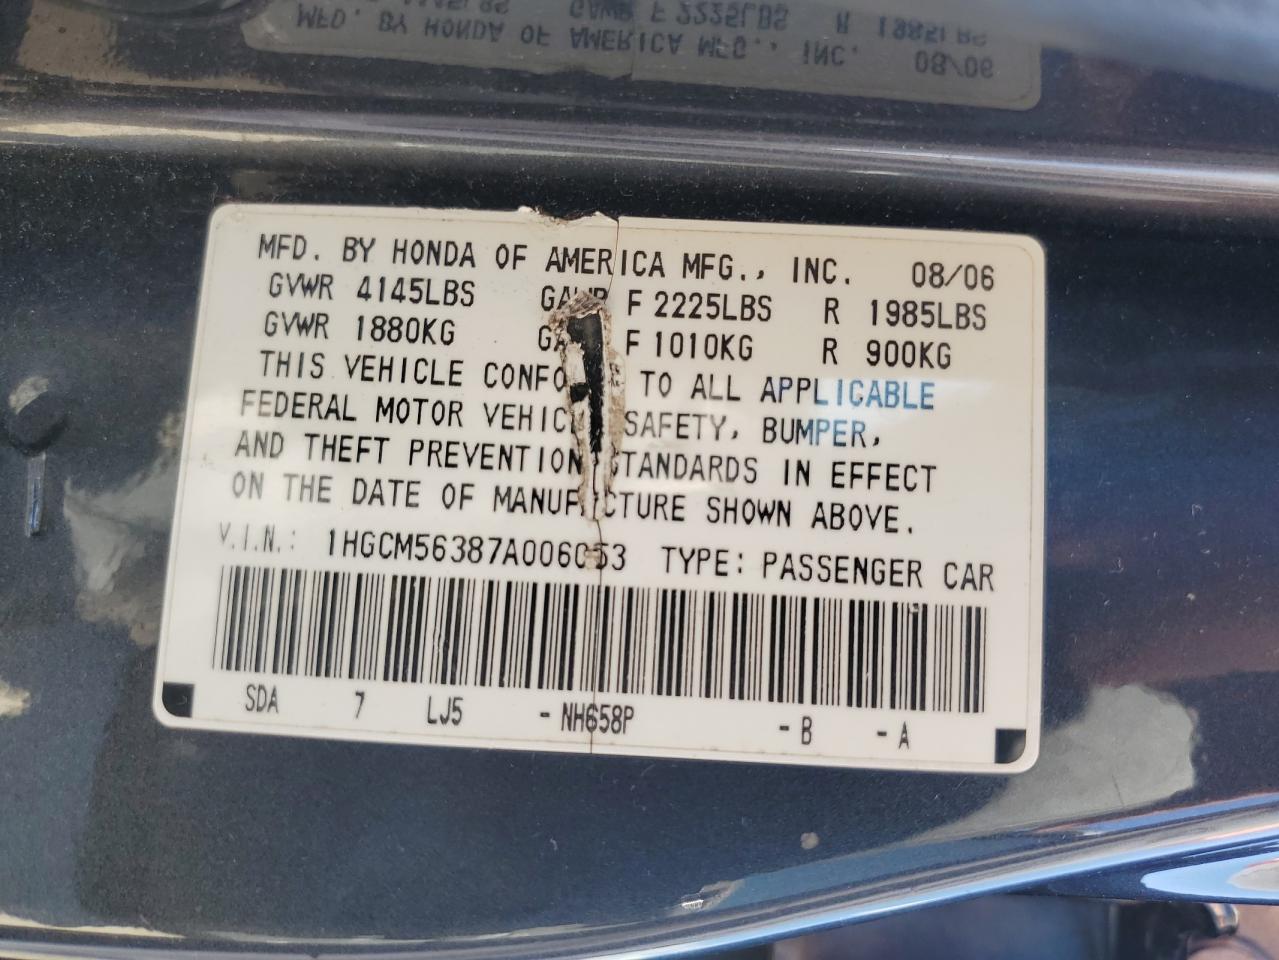 MFD. BY HONDA OF AMERICA MFG., INC. 08/06
GVWR 4145LBS GAWR F 2225LBS R 1985LBS
GVWR 1880KG F 1010KG R 900KG
THIS VEHICLE TO ALL APPLICABLE
FEDERAL MOTOR SAFETY, BUMPER,
AND THEFT PREVENTION STANDARDS IN EFFECT
ON THE DATE OF MANUFACTURE SHOWN ABOVE.
V.I.N.: 1HGCM56387A006053 TYPE: PASSENGER CAR
SDA 7 LJ5 -NH658P -B -A